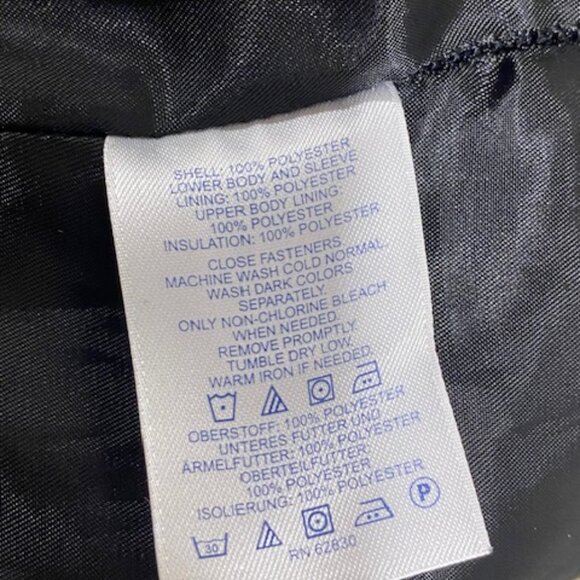 SHELL: 100% POLYESTER
LOWER BODY AND SLEEVE
LINING: 100% POLYESTER
UPPER BODY LINING:
100% POLYESTER
INSULATION: 100% POLYESTER
CLOSE FASTENERS
MACHINE WASH COLD NORMAL.
WASH DARK COLORS
SEPARATELY.
ONLY NON-CHLORINE BLEACH
WHEN NEEDED.
REMOVE PROMPTLY.
TUMBLE DRY LOW.
WARM IRON IF NEEDED.
OBERSTOFF: 100% POLYESTER
UNTERES FUTTER UND
ÄRMELFUTTER: 100% POLYESTER
OBERTEILFUTTER:
100% POLYESTER
ISOLIERUNG: 100% POLYESTER
30
P
RN 62830